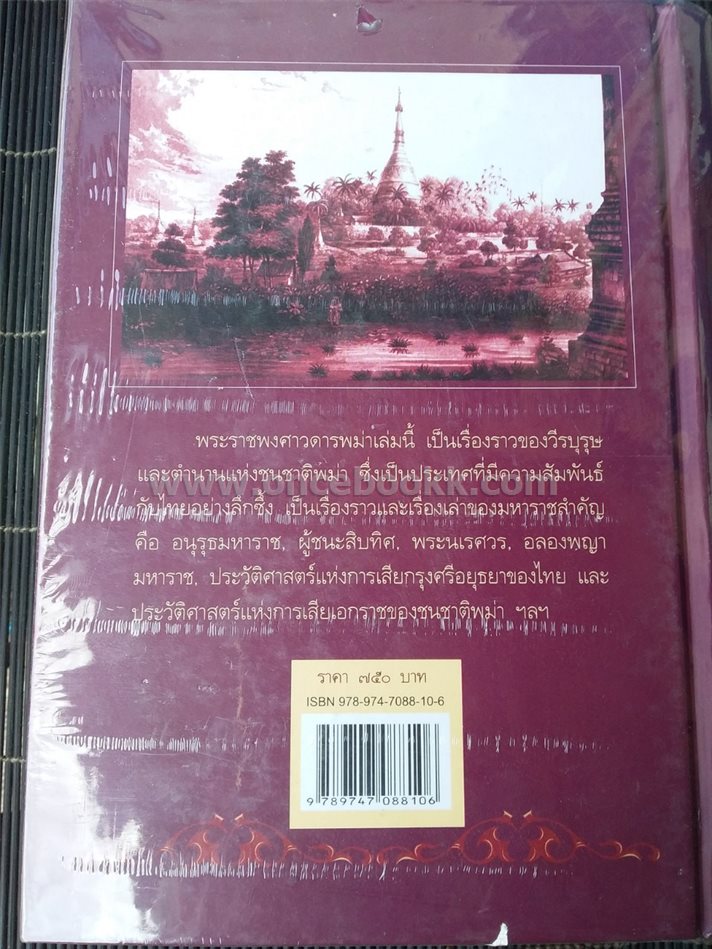 พระราชพงศาวดารพม่าเล่มนี้ เป็นเรื่องราวของวีรบุรุษ
และตำนานแห่งชนชาติพม่า ซึ่งเป็นประเทศที่มีความสัมพันธ์
www.oncebookk.com
กับไทยอย่างลึกซึ้ง เป็นเรื่องราวและเรื่องเล่าของมหาราชสำคัญ
คือ อนุรุธมหาราช, ผู้ชนะสิบทิศ, พระนเรศวร, อลองพญา
มหาราช, ประวัติศาสตร์แห่งการเสียกรุงศรีอยุธยาของไทย และ
ประวัติศาสตร์แห่งการเสียเอกราชของชนชาติพม่า ฯลฯ
ราคา ๗๕๐ บาท
ISBN 978-974-7088-10-6
9 789747 088106